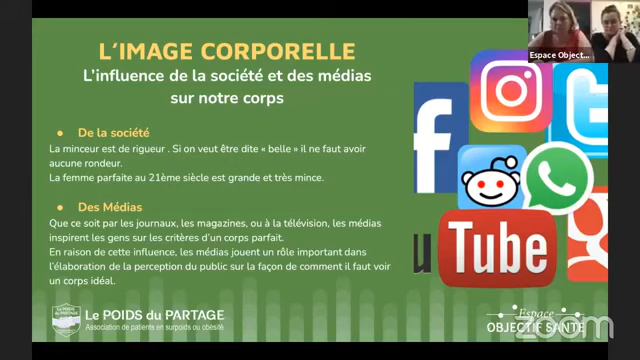 L'IMAGE CORPORELLE
L'influence de la société et des médias
sur notre corps
De la société
La minceur est de rigueur . Si on veut être dite « belle » il ne faut avoir
aucune rondeur.
La femme parfaite au 21ème siècle est grande et très mince.
Des Médias
Que ce soit par les journaux, les magazines, ou à la télévision, les médias
inspirent les gens sur les critères d'un corps parfait.
En raison de cette influence, les médias jouent un rôle important dans
l'élaboration de la perception du public sur la façon de comment il faut voir
un corps idéal.
Espace Object...
f
Tube
Le POIDS du PARTAGE
Association de patients en surpoids ou obésité
Espace
OBJECTIF SANTÉ
zoom